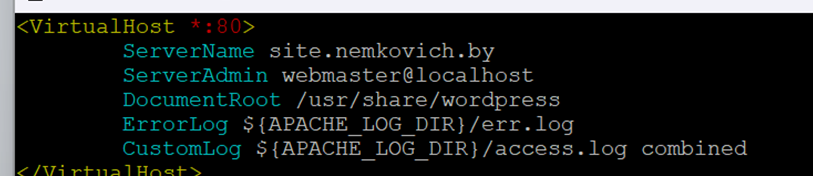 <VirtualHost *:80>
        ServerName site.nemkovich.by
        ServerAdmin webmaster@localhost
        DocumentRoot /usr/share/wordpress
        ErrorLog ${APACHE_LOG_DIR}/err.log
        CustomLog ${APACHE_LOG_DIR}/access.log combined
</VirtualHost>